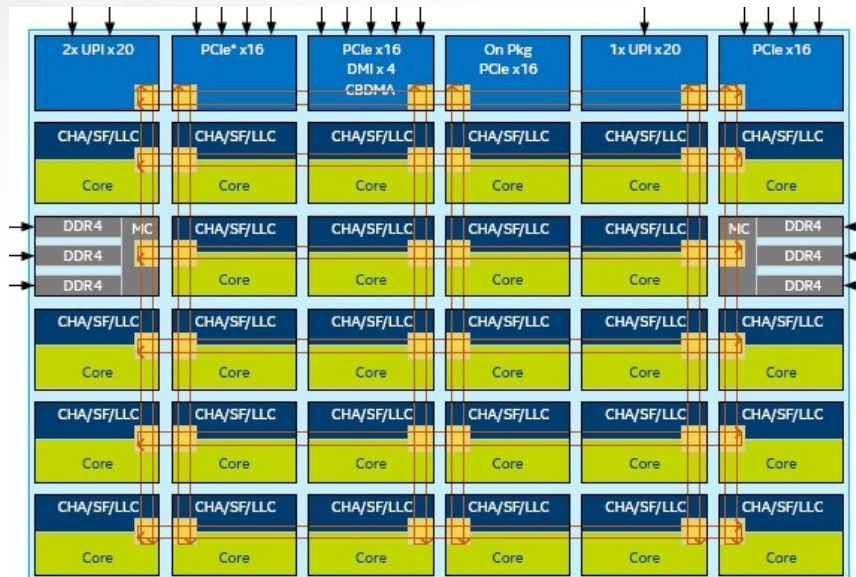 2x UPI x 20
PCIe* x16
PCIe x16
DMI x 4
CBDMA
On Pkg
PCIe x16
1x UPI x20
PCIe x16
CHA/SF/LLC
CHA/SF/LLC
CHA/SF/LLC
CHA/SF/LLC
CHA/SF/LLC
CHA/SF/LLC
Core
Core
Core
Core
Core
Core
DDR4
MC
CHA/SF/LLC
CHA/SF/LLC
CHA/SF/LLC
CHA/SF/LLC
MC
DDR4
DDR4
DDR4
Core
Core
Core
Core
DDR4
DDR4
CHA/SF/LLC
CHA/SF/LLC
CHA/SF/LLC
CHA/SF/LLC
CHA/SF/LLC
CHA/SF/LLC
Core
Core
Core
Core
Core
Core
CHA/SF/LLC
CHA/SF/LLC
CHA/SF/LLC
CHA/SF/LLC
CHA/SF/LLC
CHA/SF/LLC
Core
Core
Core
Core
Core
Core
CHA/SF/LLC
CHA/SF/LLC
CHA/SF/LLC
CHA/SF/LLC
CHA/SF/LLC
CHA/SF/LLC
Core
Core
Core
Core
Core
Core